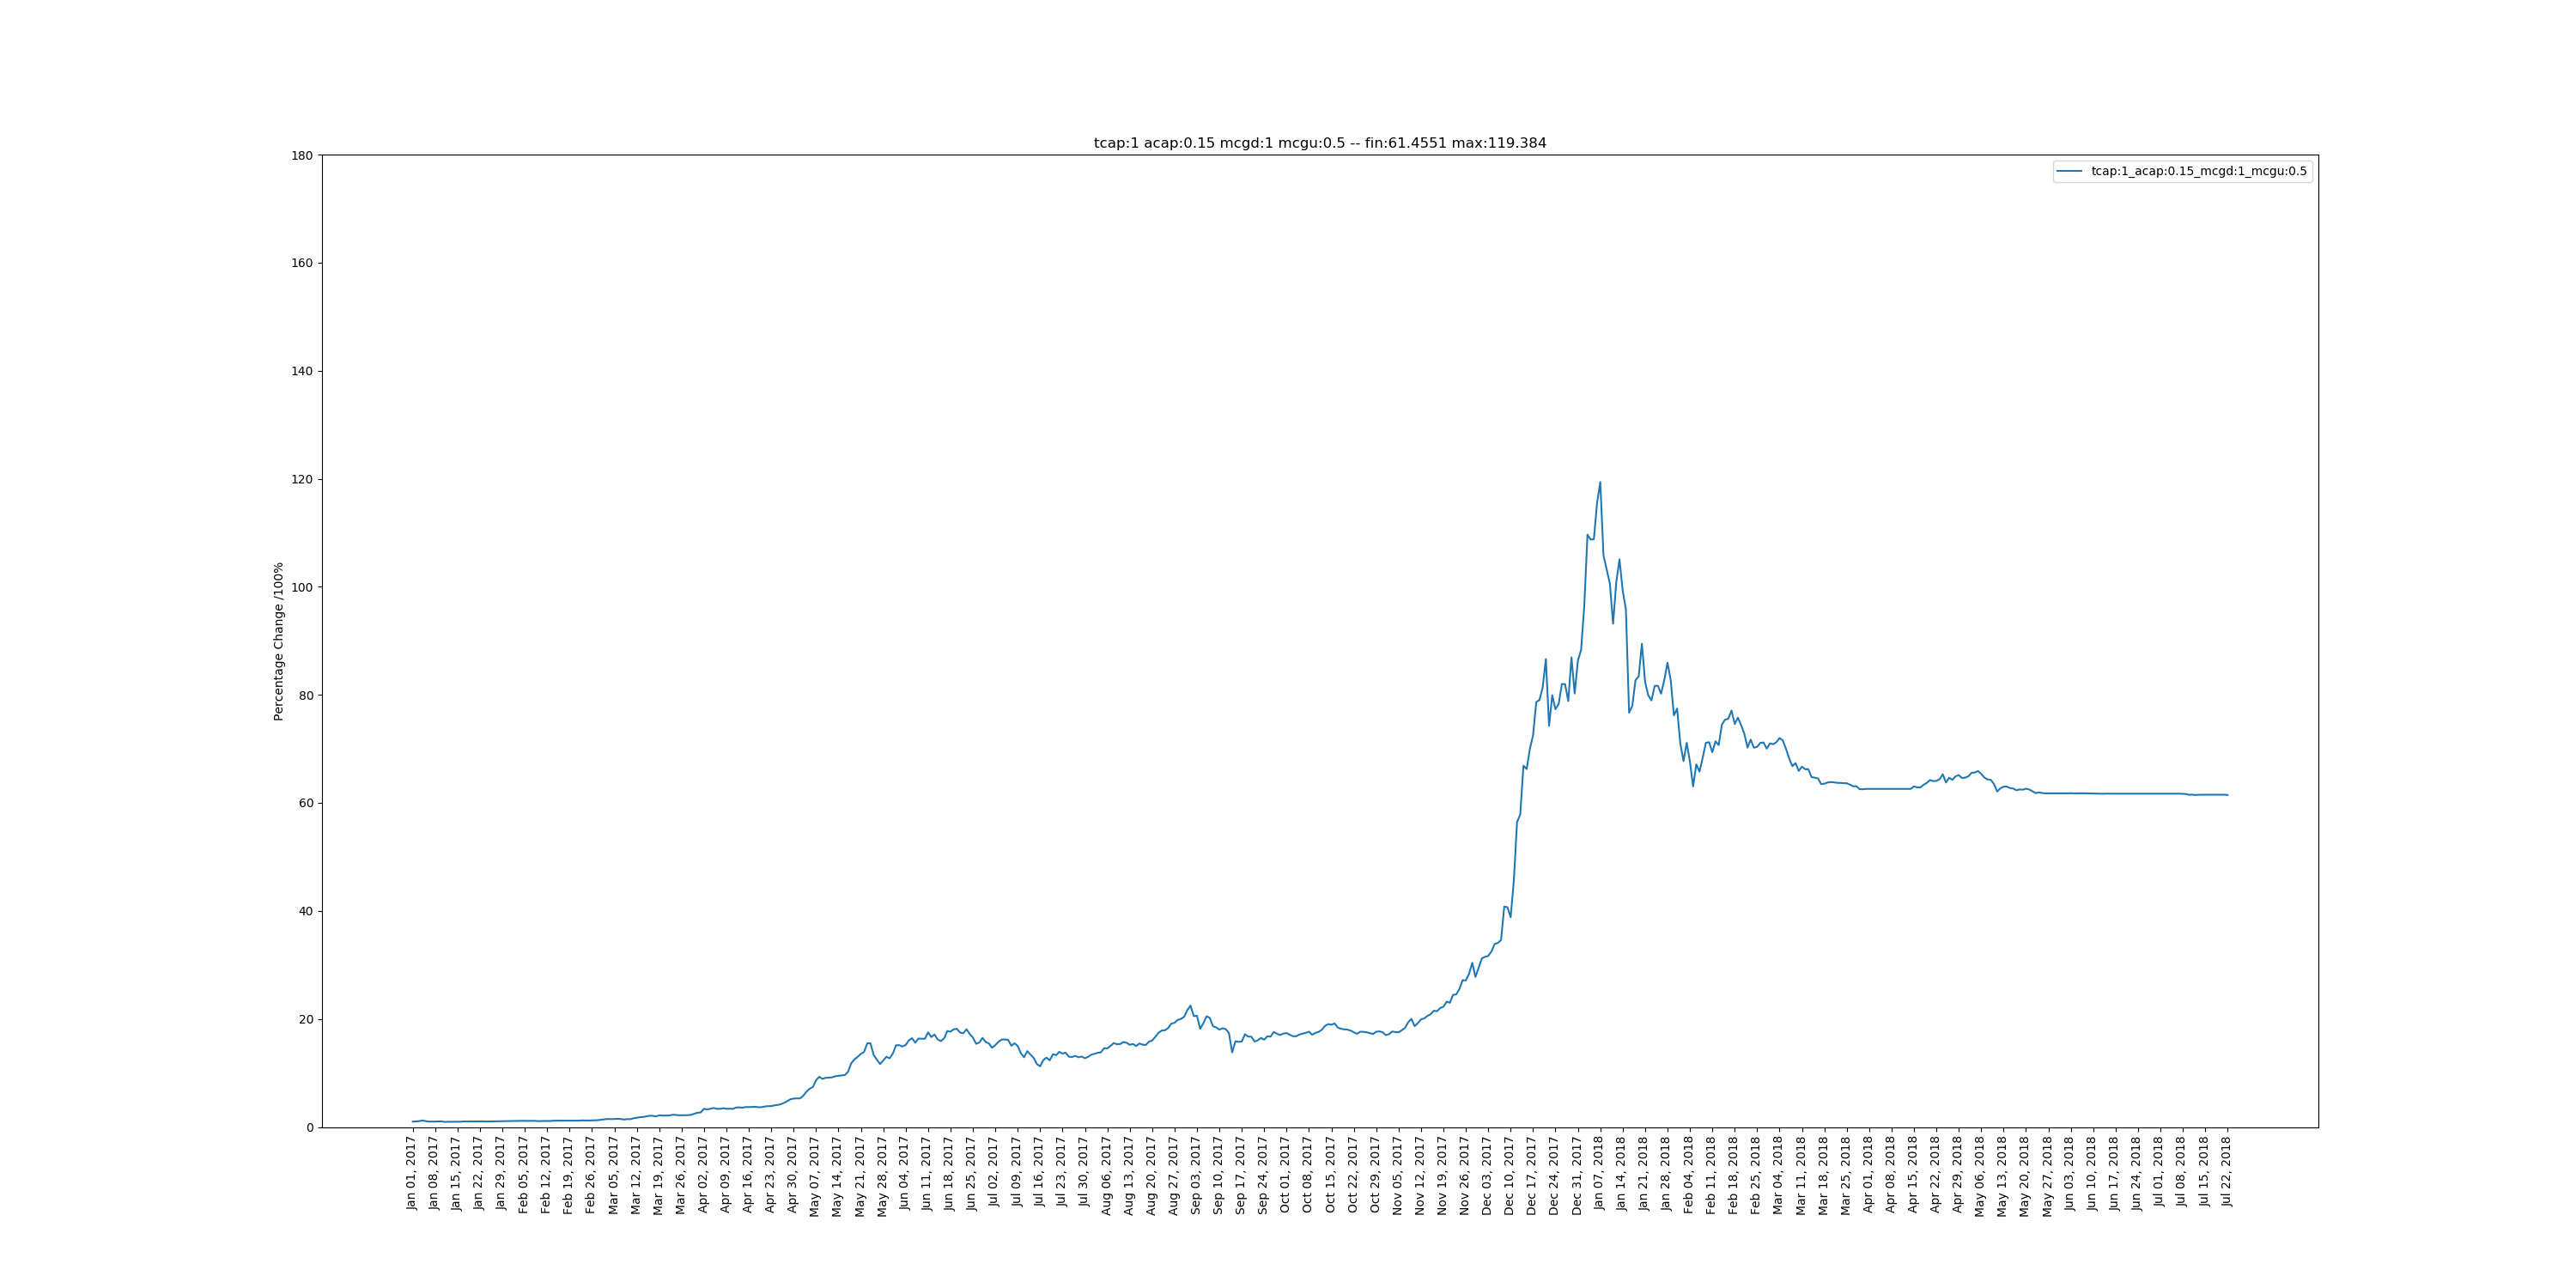 tcap:1 acap:0.15 mcgd:1 mcgu:0.5 -- fin:61.4551 max:119.384
tcap:1_acap:0.15_mcgd:1_mcgu:0.5
Percentage Change /100%
180
160
140
120
100
80
60
40
20
0
Jan 01, 2017
Jan 08, 2017
Jan 15, 2017
Jan 22, 2017
Jan 29, 2017
Feb 05, 2017
Feb 12, 2017
Feb 19, 2017
Feb 26, 2017
Mar 05, 2017
Mar 12, 2017
Mar 19, 2017
Mar 26, 2017
Apr 02, 2017
Apr 09, 2017
Apr 16, 2017
Apr 23, 2017
Apr 30, 2017
May 07, 2017
May 14, 2017
May 21, 2017
May 28, 2017
Jun 04, 2017
Jun 11, 2017
Jun 18, 2017
Jun 25, 2017
Jul 02, 2017
Jul 09, 2017
Jul 16, 2017
Jul 23, 2017
Jul 30, 2017
Aug 06, 2017
Aug 13, 2017
Aug 20, 2017
Aug 27, 2017
Sep 03, 2017
Sep 10, 2017
Sep 17, 2017
Sep 24, 2017
Oct 01, 2017
Oct 08, 2017
Oct 15, 2017
Oct 22, 2017
Oct 29, 2017
Nov 05, 2017
Nov 12, 2017
Nov 19, 2017
Nov 26, 2017
Dec 03, 2017
Dec 10, 2017
Dec 17, 2017
Dec 24, 2017
Dec 31, 2017
Jan 07, 2018
Jan 14, 2018
Jan 21, 2018
Jan 28, 2018
Feb 04, 2018
Feb 11, 2018
Feb 18, 2018
Feb 25, 2018
Mar 04, 2018
Mar 11, 2018
Mar 18, 2018
Mar 25, 2018
Apr 01, 2018
Apr 08, 2018
Apr 15, 2018
Apr 22, 2018
Apr 29, 2018
May 06, 2018
May 13, 2018
May 20, 2018
May 27, 2018
Jun 03, 2018
Jun 10, 2018
Jun 17, 2018
Jun 24, 2018
Jul 01, 2018
Jul 08, 2018
Jul 15, 2018
Jul 22, 2018